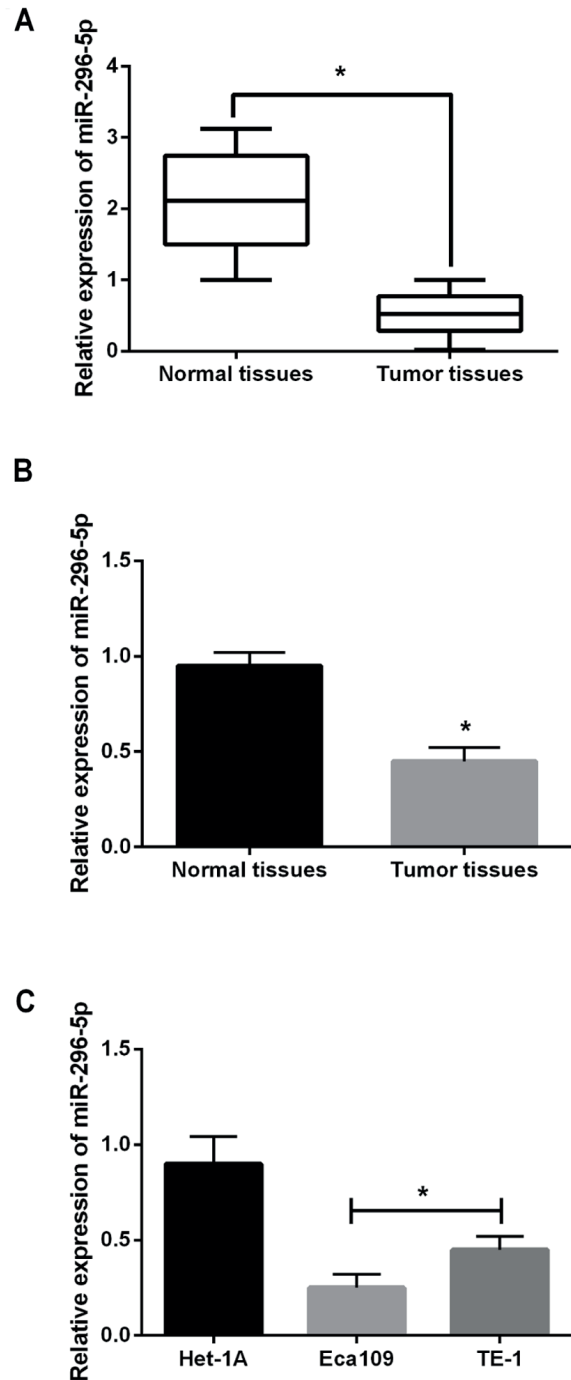 A
Relative expression of miR-296-5p
4
3
2
1
0
*
Normal tissues
Tumor tissues
B
Relative expression of miR-296-5p
1.5
1.0
0.5
0.0
*
Normal tissues
Tumor tissues
C
Relative expression of miR-296-5p
1.5
1.0
0.5
0.0
*
Het-1A
Eca109
TE-1